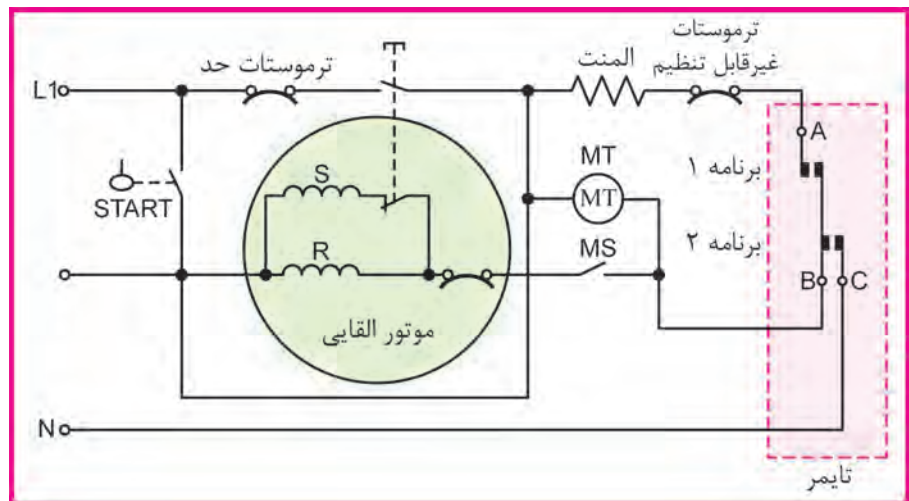 ترموستات
غیرقابل تنظیم
المنت
ترموستات حد
L1
A
برنامه ۱
MT
MT
S
START
برنامه ۲
MS
R
B
C
موتور القایی
N
تایمر